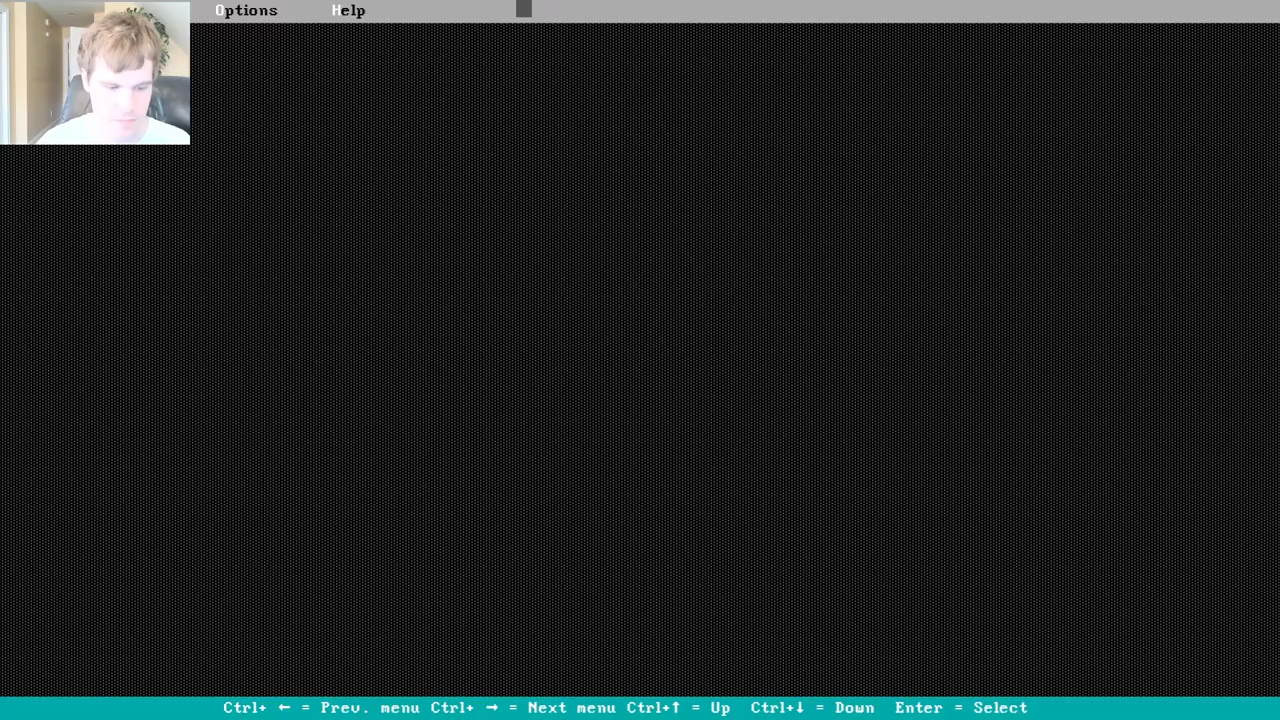 Options Help
Ctrl+ ← = Prev. menu Ctrl+ → = Next menu Ctrl+↑ = Up Ctrl+↓ = Down Enter = Select